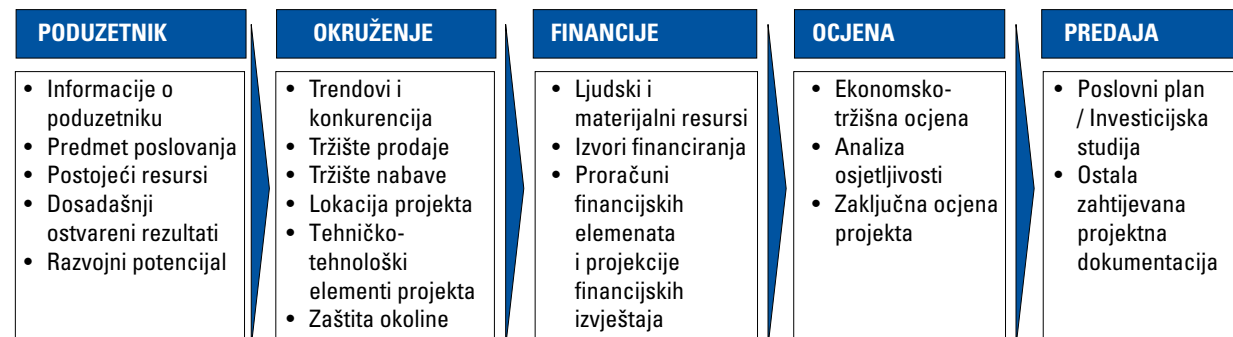 PODUZETNIK
• Informacije o
poduzetniku
• Predmet poslovanja
• Postojeći resursi
• Dosadašnji
ostvareni rezultati
• Razvojni potencijal
OKRUŽENJE
• Trendovi i
konkurencija
• Tržište prodaje
• Tržište nabave
• Lokacija projekta
• Tehničko-
tehnološki
elementi projekta
• Zaštita okoline
FINANCIJE
• Ljudski i
materijalni resursi
• Izvori financiranja
• Proračuni
financijskih
elemenata
i projekcije
financijskih
izvještaja
OCJENA
• Ekonomsko-
tržišna ocjena
• Analiza
osjetljivosti
• Zaključna ocjena
projekta
PREDAJA
• Poslovni plan
/ Investicijska
studija
• Ostala
zahtijevana
projektna
dokumentacija